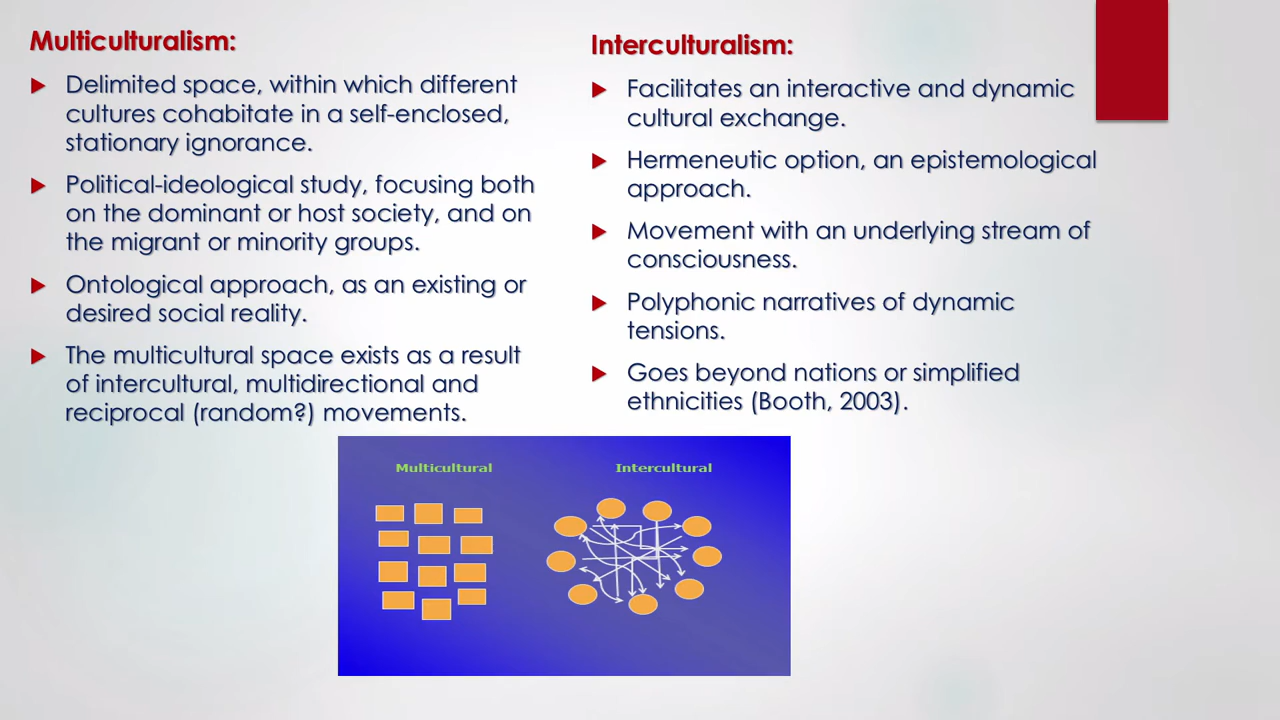 Multiculturalism:
Delimited space, within which different
cultures cohabitate in a self-enclosed,
stationary ignorance.
Political-ideological study, focusing both
on the dominant or host society, and on
the migrant or minority groups.
Ontological approach, as an existing or
desired social reality.
The multicultural space exists as a result
of intercultural, multidirectional and
reciprocal (random?) movements.
Interculturalism:
Facilitates an interactive and dynamic
cultural exchange.
Hermeneutic option, an epistemological
approach.
Movement with an underlying stream of
consciousness.
Polyphonic narratives of dynamic
tensions.
Goes beyond nations or simplified
ethnicities (Booth, 2003).
Multicultural
Intercultural